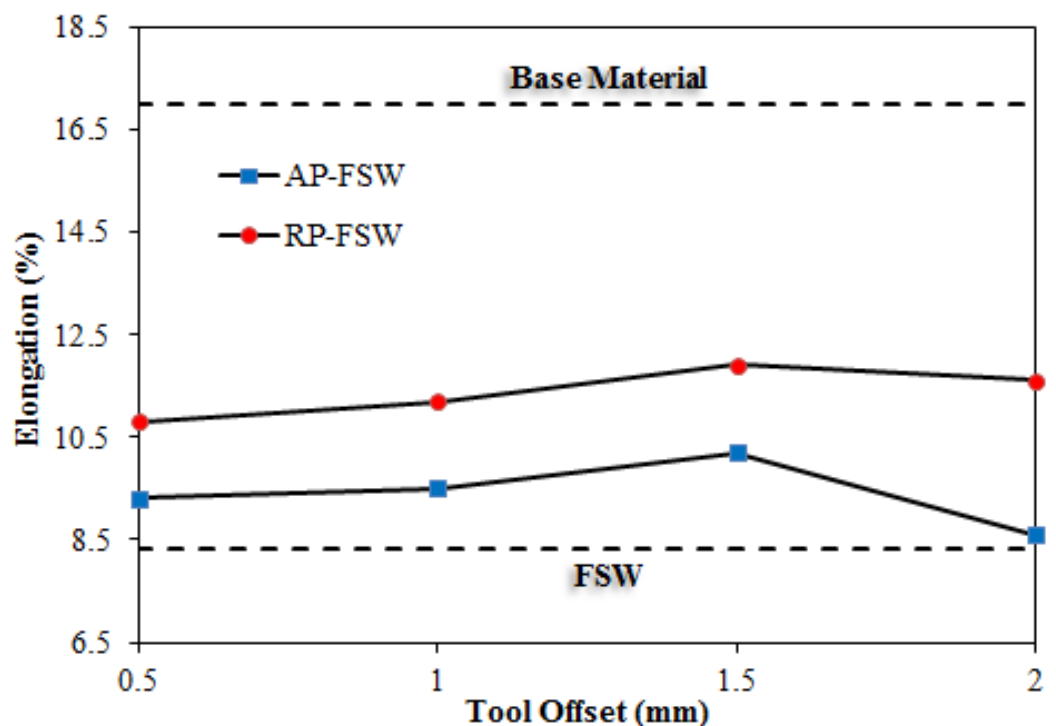 18.5
16.5
14.5
12.5
10.5
8.5
6.5
Elongation (%)
Base Material
AP-FSW
RP-FSW
FSW
0.5
1
1.5
2
Tool Offset (mm)